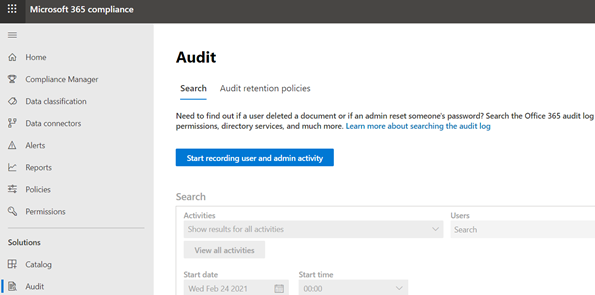 Microsoft 365 compliance
Home
Compliance Manager
Data classification
Data connectors
Alerts
Reports
Policies
Permissions
Solutions
Catalog
Audit
Audit
Search Audit retention policies
Need to find out if a user deleted a document or if an admin reset someone's password? Search the Office 365 audit log
permissions, directory services, and much more. Learn more about searching the audit log
Start recording user and admin activity
Search
Activities Users
Show results for all activities Search
View all activities
Start date Start time
Wed Feb 24 2021 00:00